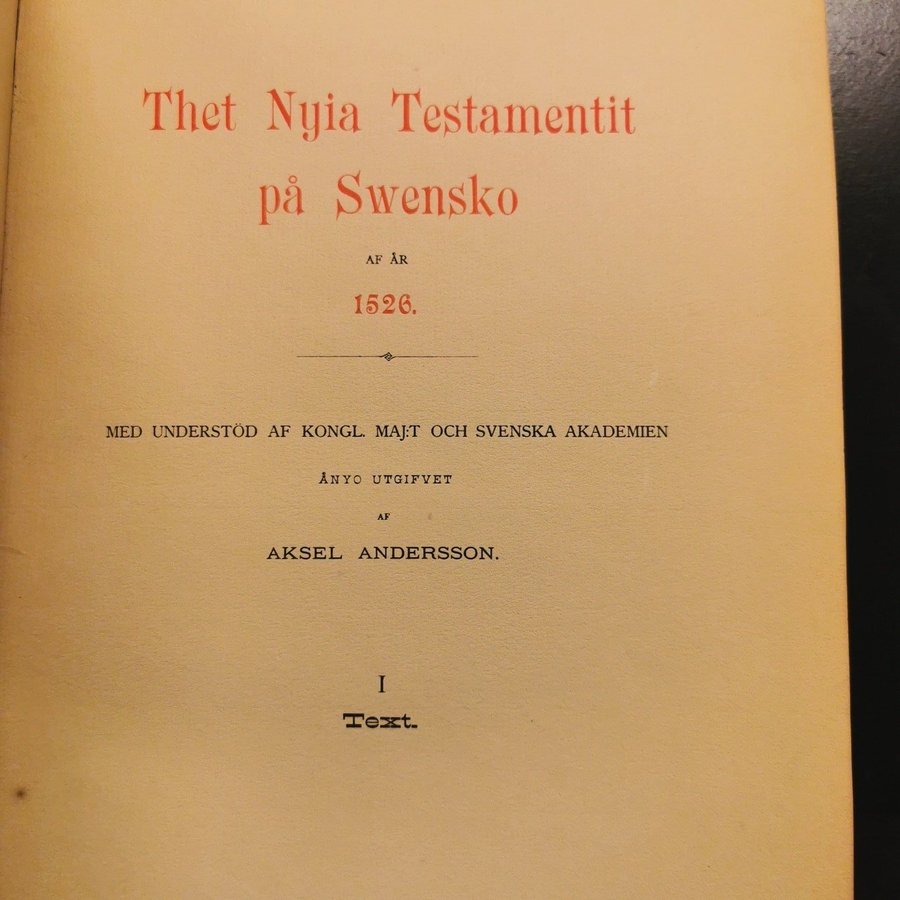 Thet Nyia Testamentit
på Swensko
AF ÅR
1526.
MED UNDERSTÖD AF KONGL. MAJ:T OCH SVENSKA AKADEMIEN
ÅNYO UTGIFVET
AF
AKSEL ANDERSSON.
I
Text.